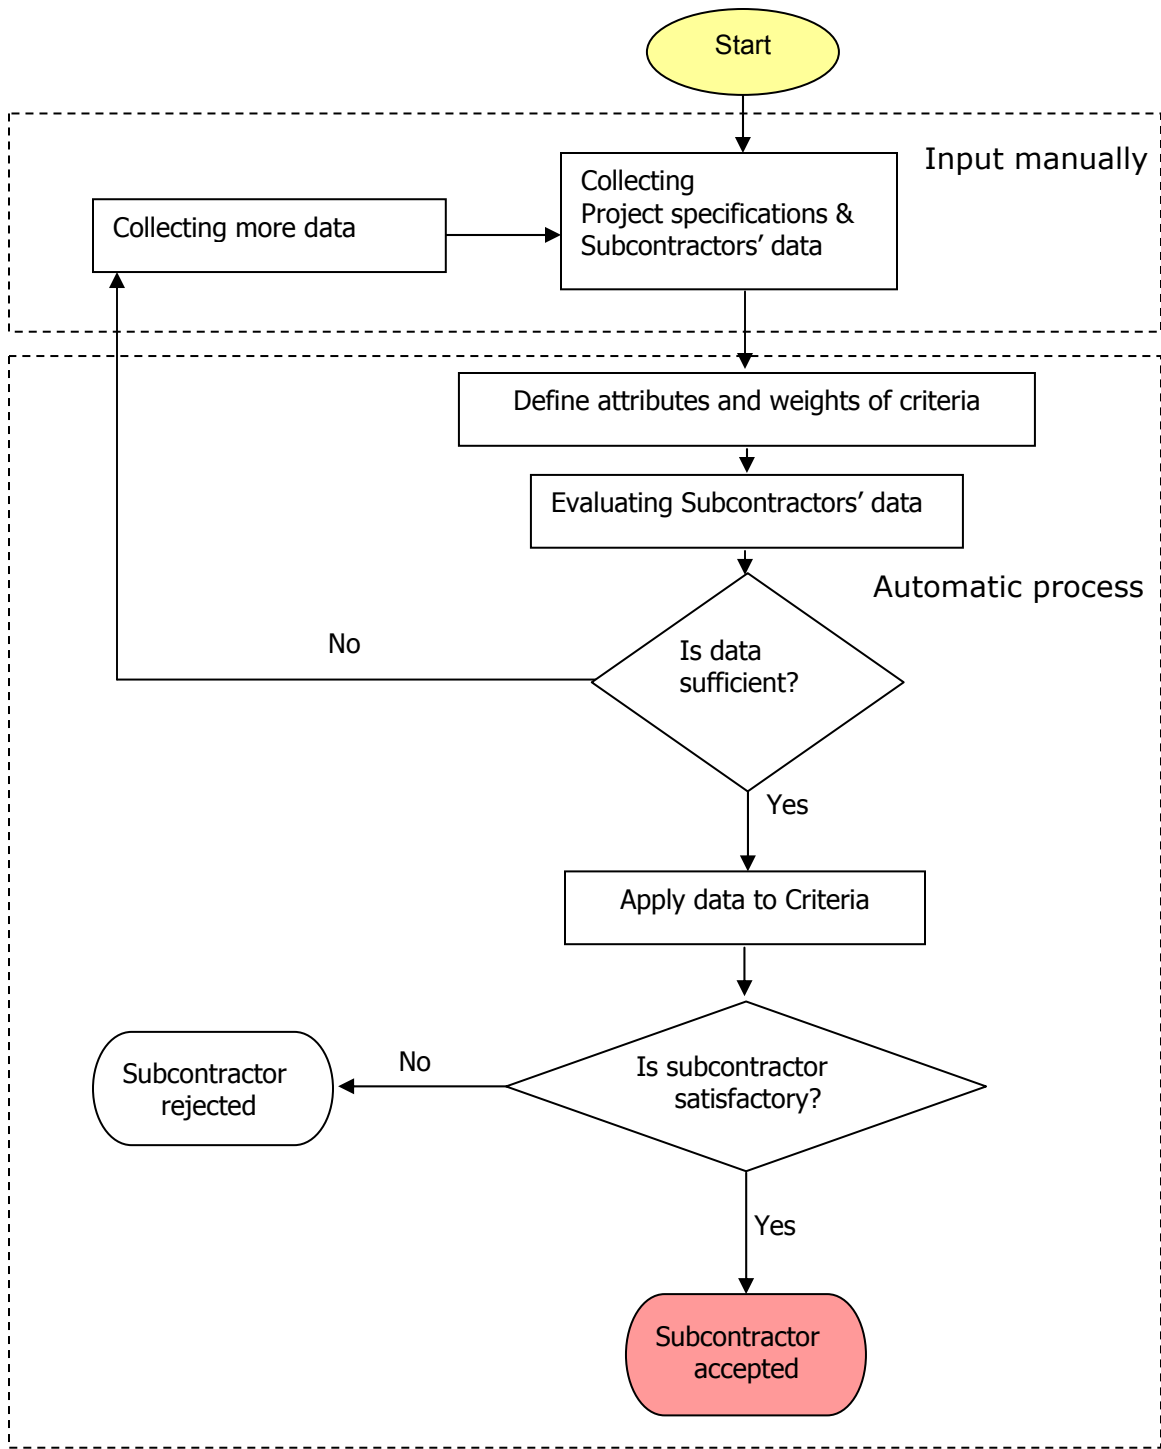 Start
Input manually
Collecting
Project specifications &
Subcontractors’ data
Collecting more data
Define attributes and weights of criteria
Evaluating Subcontractors’ data
Automatic process
Is data
sufficient?
No
Yes
Apply data to Criteria
Is subcontractor
satisfactory?
No
Subcontractor
rejected
Yes
Subcontractor
accepted